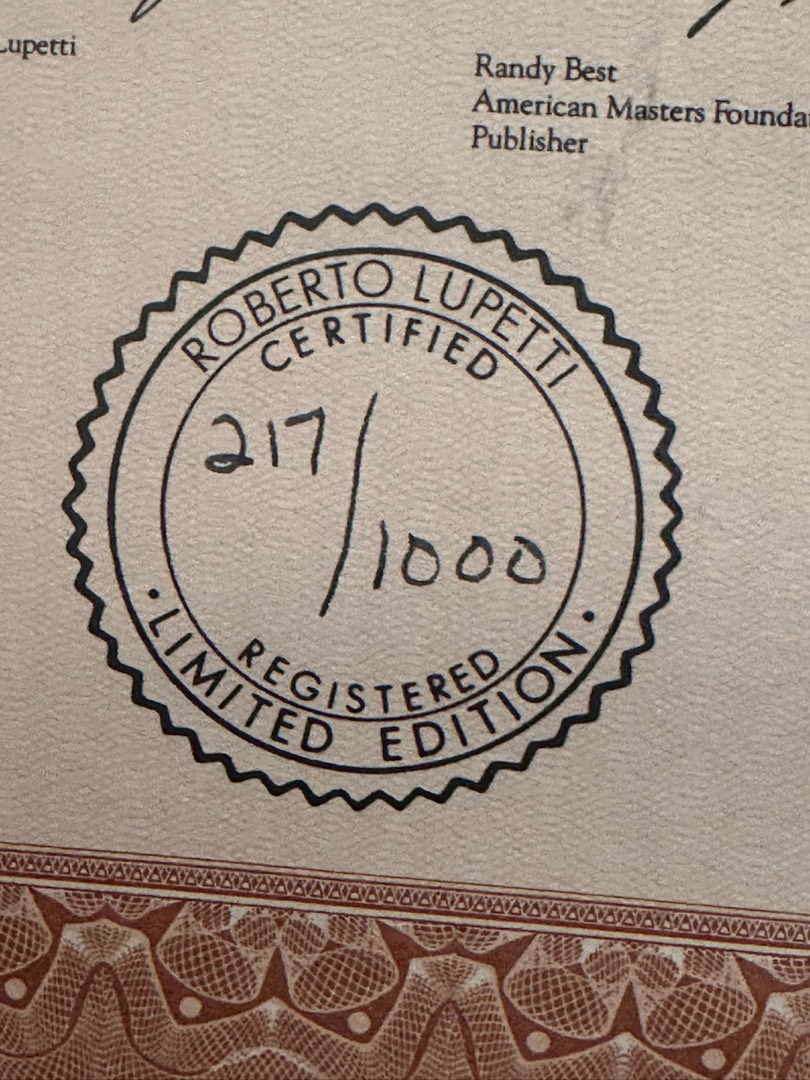 Lupetti
Randy Best
American Masters Founda
Publisher
ROBERTO LUPETTI
CERTIFIED
217/1000
REGISTERED
· LIMITED EDITION ·